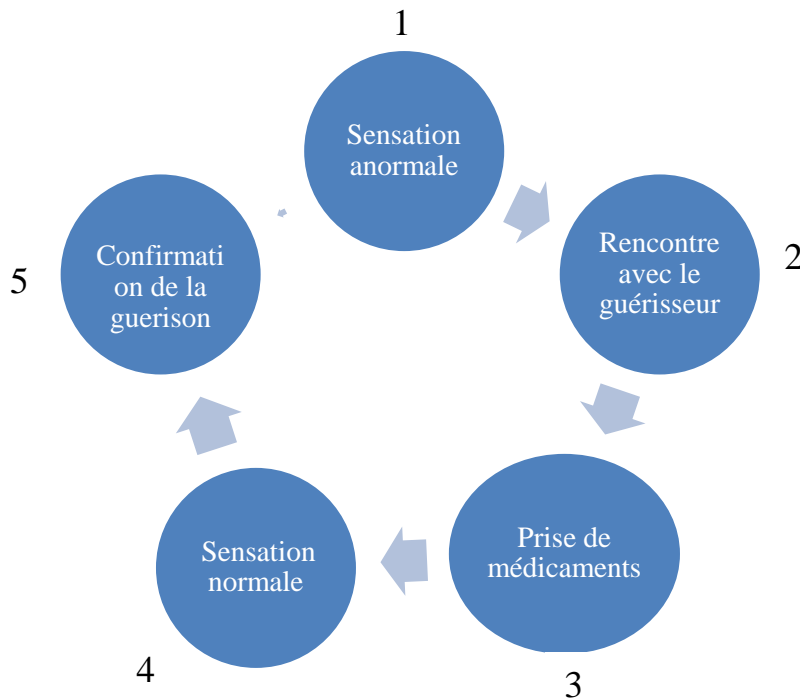 1
Sensation
anormale
Rencontre
avec le
guérisseur
2
Prise de
médicaments
3
Sensation
normale
4
Confirmati
on de la
guerison
5